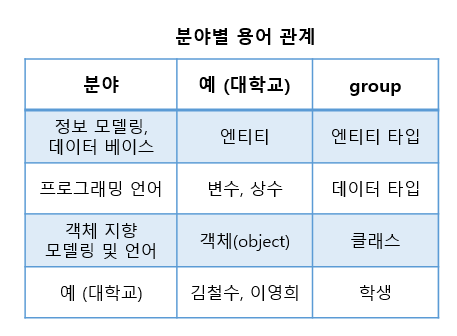 분야별 용어 관계
분야 예 (대학교) group
정보 모델링,
데이터 베이스 엔티티 엔티티 타입
프로그래밍 언어 변수, 상수 데이터 타입
객체 지향
모델링 및 언어 객체(object) 클래스
예 (대학교) 김철수, 이영희 학생